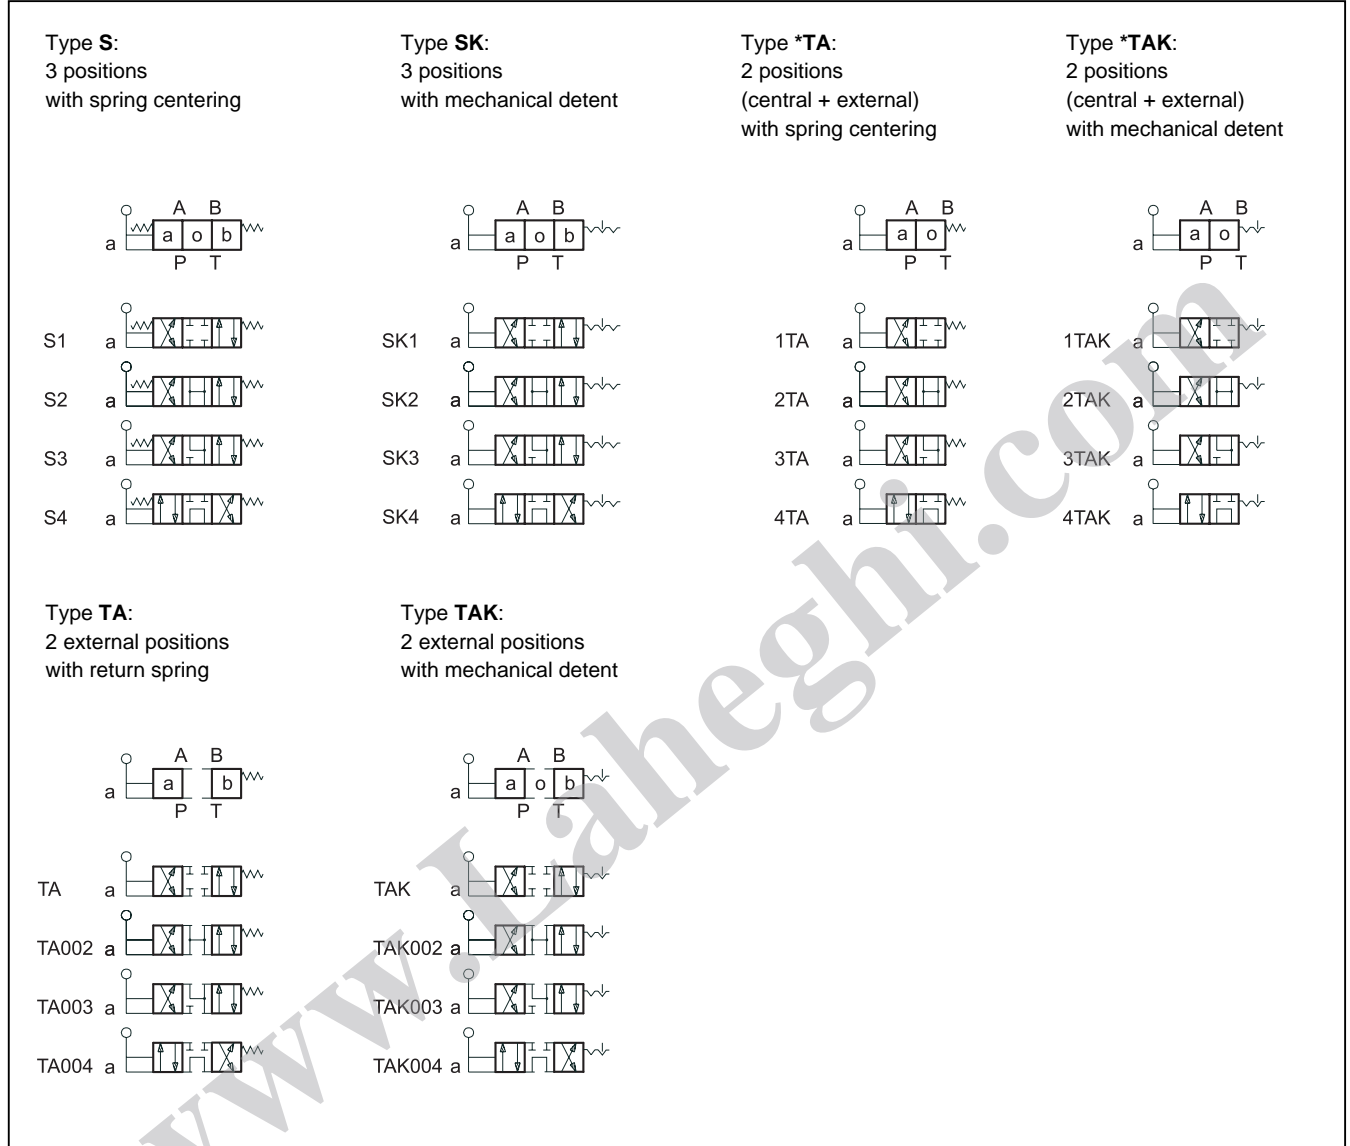 Type S:
3 positions
with spring centering
Type SK:
3 positions
with mechanical detent
Type *TA:
2 positions
(central + external)
with spring centering
Type *TAK:
2 positions
(central + external)
with mechanical detent
A B
a a o b
P T
A B
a a o b
P T
A B
a a o
P T
A B
a a o
P T
S1 a
SK1 a
1TA a
1TAK a
S2 a
SK2 a
2TA a
2TAK a
S3 a
SK3 a
3TA a
3TAK a
S4 a
SK4 a
4TA a
4TAK a
Type TA:
2 external positions
with return spring
Type TAK:
2 external positions
with mechanical detent
A B
a a b
P T
A B
a a o b
P T
TA a
TAK a
TA002 a
TAK002 a
TA003 a
TAK003 a
TA004 a
TAK004 a
www.Laheghi.com